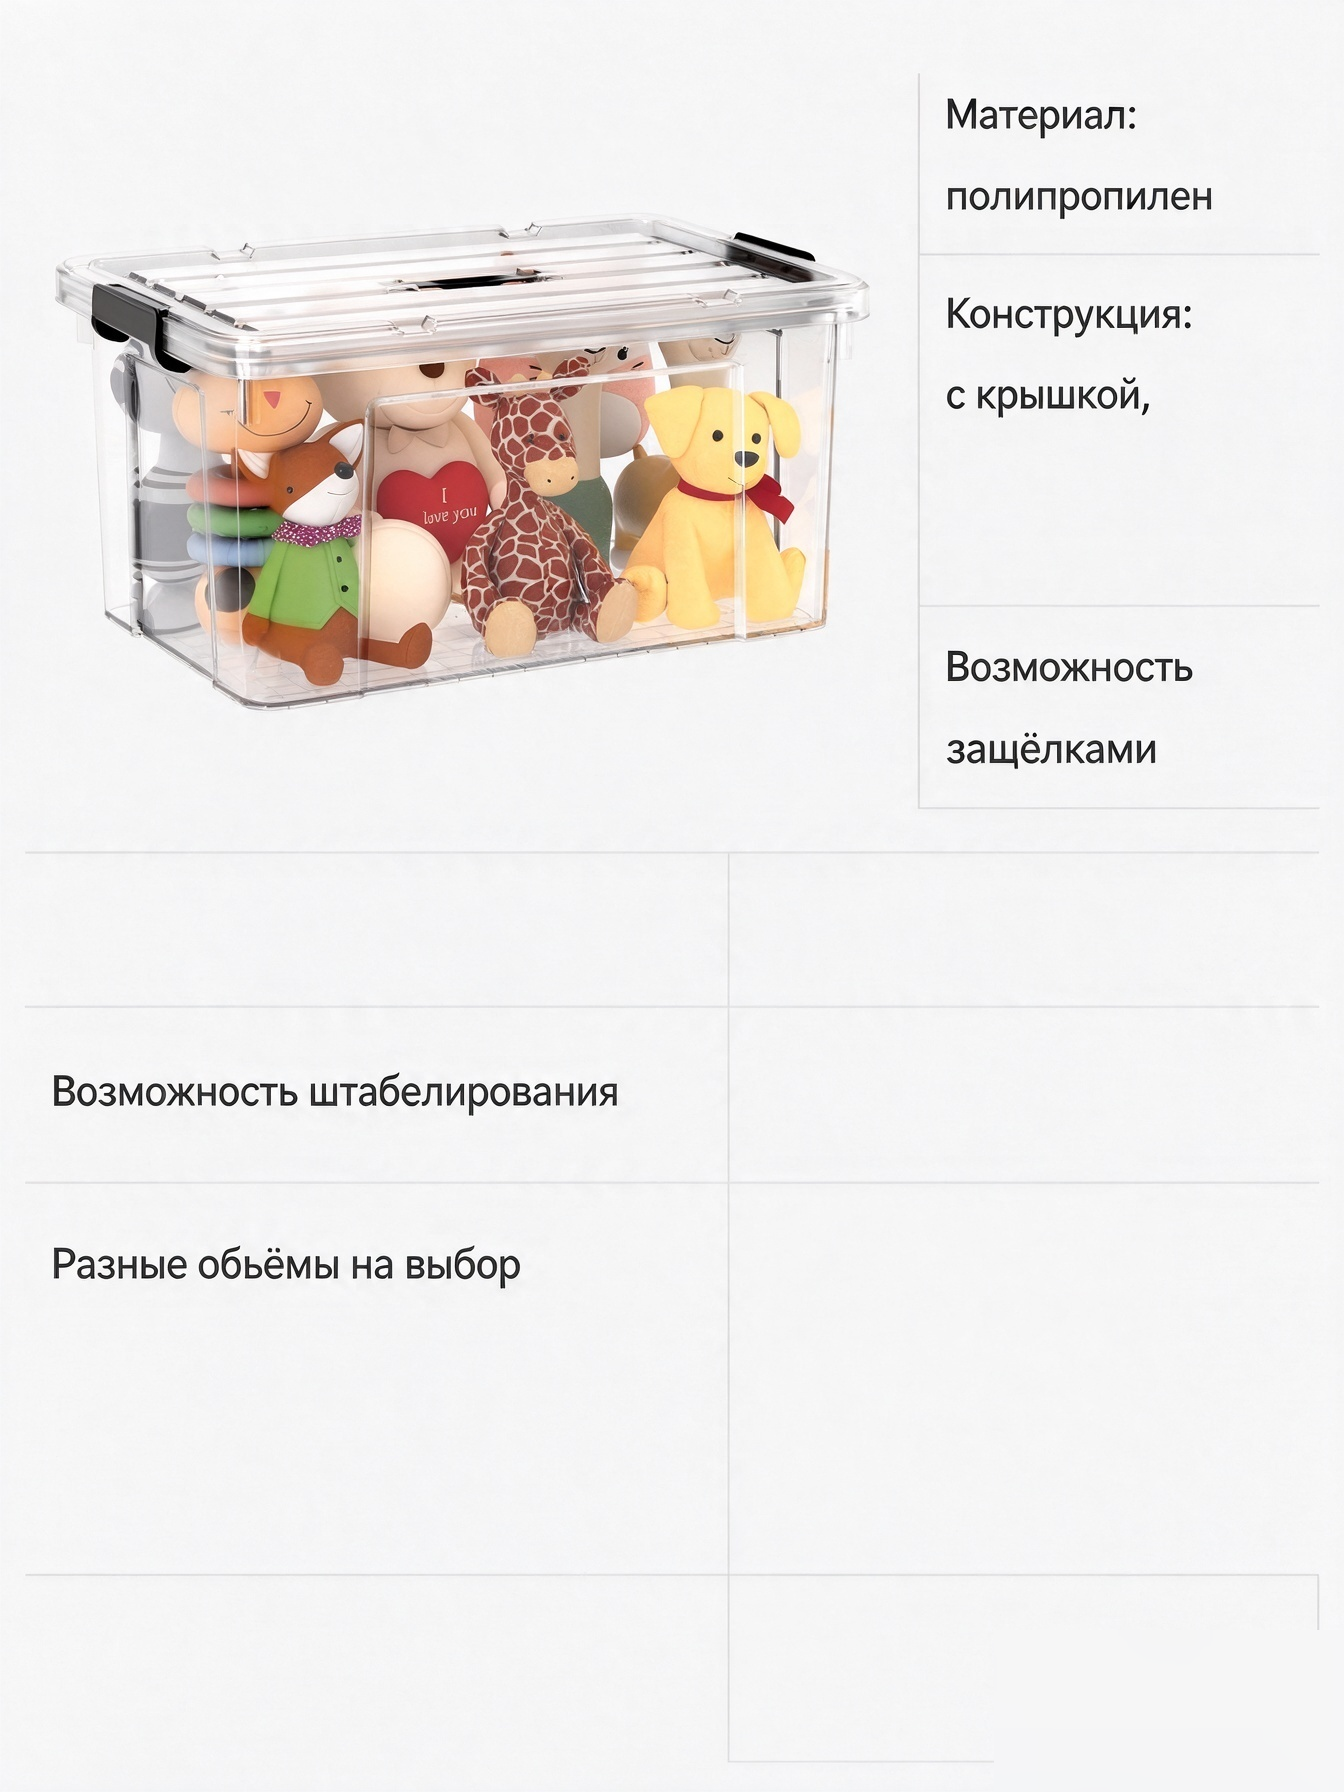 Материал:
полипропилен
Конструкция:
с крышкой,
Возможность
защёлками
I
love you
Возможность штабелирования
Разные обьёмы на выбор